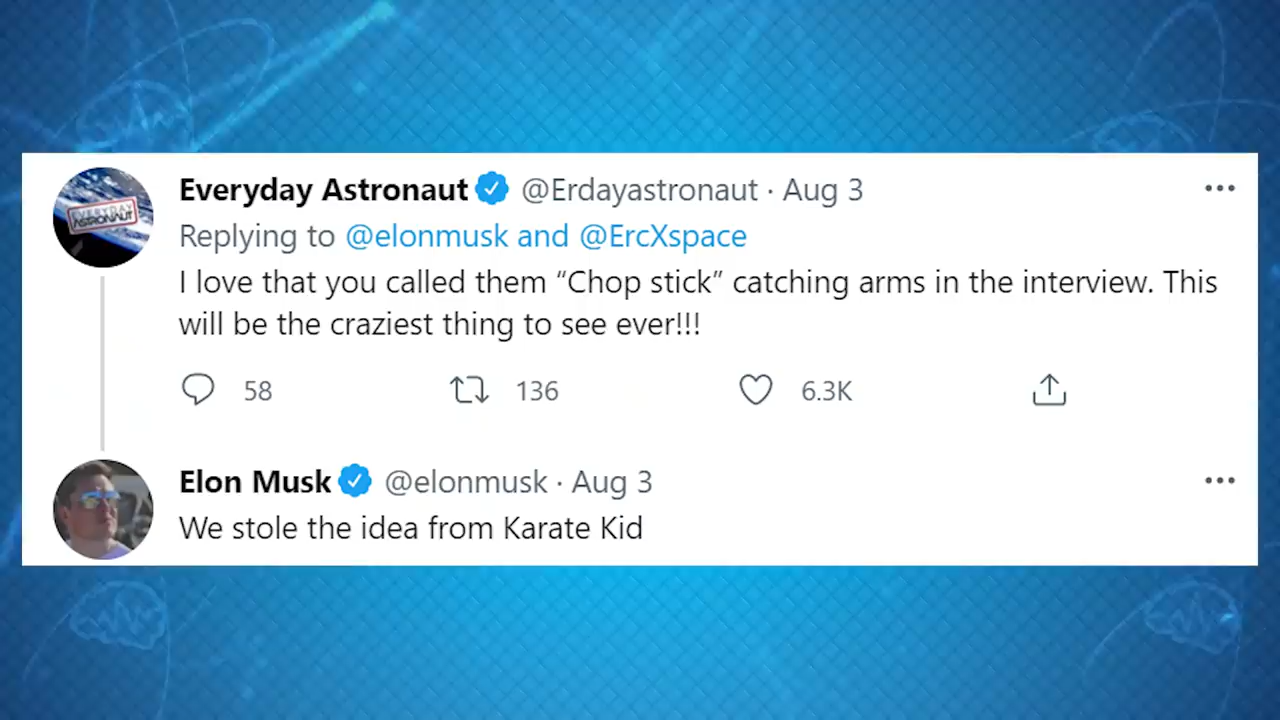 Everyday Astronaut @Erdayastronaut · Aug 3
Replying to @elonmusk and @ErcXspace
I love that you called them “Chop stick” catching arms in the interview. This
will be the craziest thing to see ever!!!
58 136 6.3K
Elon Musk @elonmusk · Aug 3
We stole the idea from Karate Kid
EVERYDAY
ASTRONAUT